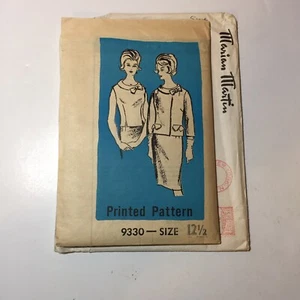 Marian Martin
Printed Pattern
9330 — SIZE 12½